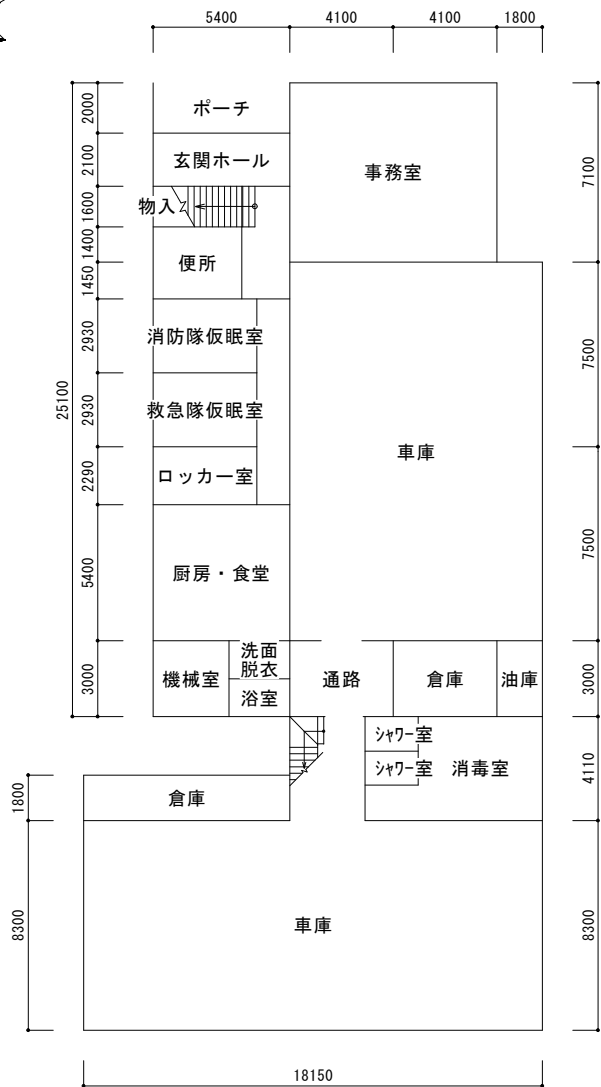 5400 4100 4100 1800
2000
2100
1600
1400
1450
2930
2930
2290
5400
3000
25100
1800
8300
ポーチ
玄関ホール
事務室
物入
便所
消防隊仮眠室
救急隊仮眠室
車庫
ロッカー室
厨房・食堂
機械室
洗面
脱衣
浴室
通路
倉庫
油庫
シャワー室
シャワー室 消毒室
倉庫
車庫
7100
7500
7500
3000
4110
8300
18150